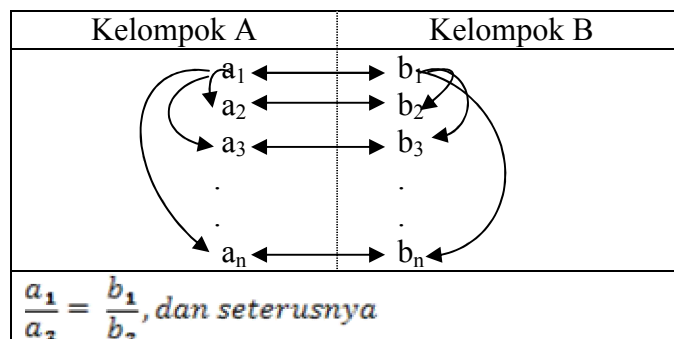 Kelompok A Kelompok B
a₁ b₁
a₂ b₂
a₃ b₃
. .
. .
aₙ bₙ
a₁/a₂ = b₁/b₂, dan seterusnya